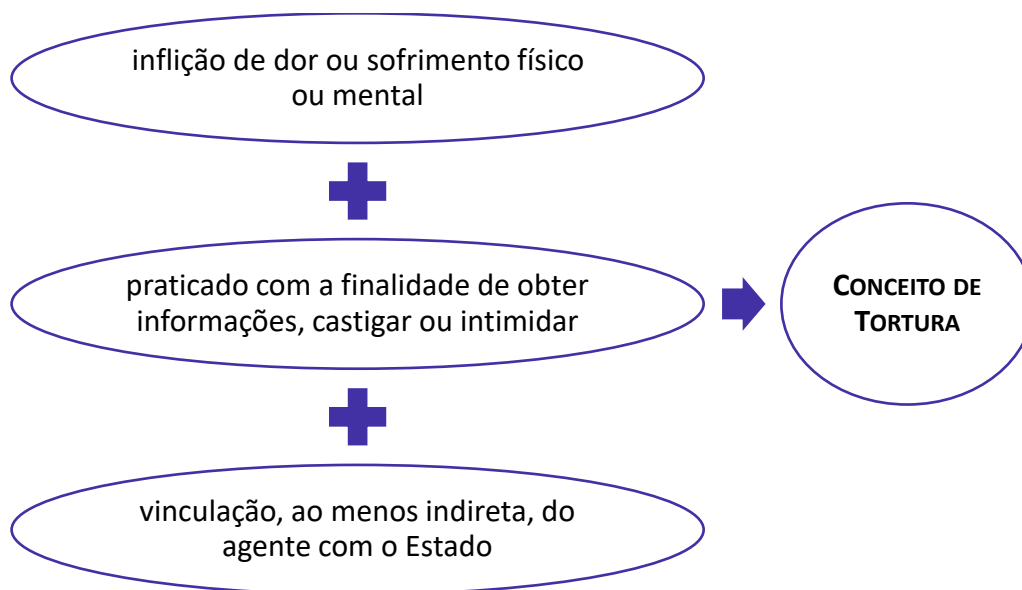 inflição de dor ou sofrimento físico
ou mental
praticado com a finalidade de obter
informações, castigar ou intimidar
CONCEITO DE
TORTURA
vinculação, ao menos indireta, do
agente com o Estado